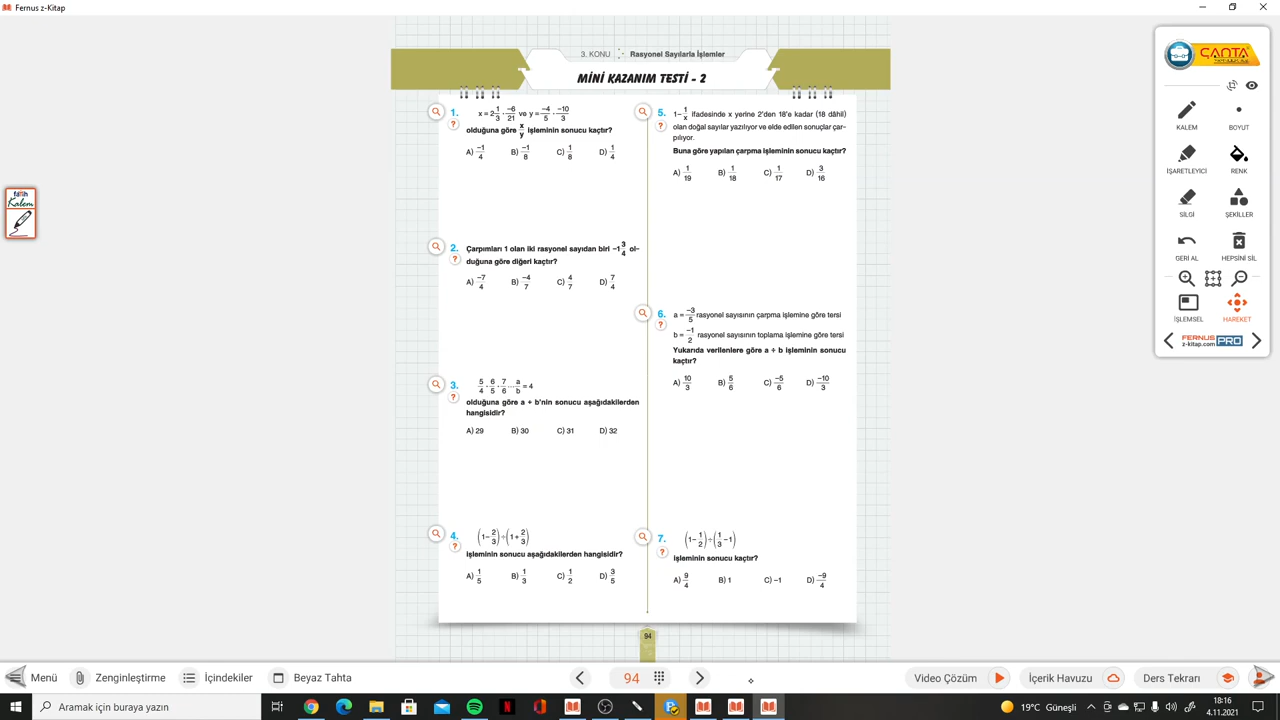 Fernus z-Kitap
3. KONU Rasyonel Sayılarla İşlemler
MİNİ KAZANIM TESTİ - 2
1. x = 2 1/3 · -6/21 ve y = -4/5 · -10/3
olduğuna göre x/y işleminin sonucu kaçtır?
A) -1/4 B) -1/8 C) 1/8 D) 1/4
2. Çarpımları 1 olan iki rasyonel sayıdan biri -1 3/4 ol-
duğuna göre diğeri kaçtır?
A) -7/4 B) -4/7 C) 4/7 D) 7/4
3. 5/4 · 6/5 · 7/6 ... a/b = 4
olduğuna göre a + b'nin sonucu aşağıdakilerden
hangisidir?
A) 29 B) 30 C) 31 D) 32
4. (1 - 2/3) ÷ (1 + 2/3)
işleminin sonucu aşağıdakilerden hangisidir?
A) 1/5 B) 1/3 C) 1/2 D) 3/5
5. 1 - 1/x ifadesinde x yerine 2'den 18'e kadar (18 dâhil)
olan doğal sayılar yazılıyor ve elde edilen sonuçlar çar-
pılıyor.
Buna göre yapılan çarpma işleminin sonucu kaçtır?
A) 1/19 B) 1/18 C) 1/17 D) 3/16
6. a = -3/5 rasyonel sayısının çarpma işlemine göre tersi
b = -1/2 rasyonel sayısının toplama işlemine göre tersi
Yukarıda verilenlere göre a ÷ b işleminin sonucu
kaçtır?
A) 10/3 B) 5/6 C) -5/6 D) -10/3
7. (1 - 1/2) ÷ (1/3 - 1)
işleminin sonucu kaçtır?
A) 9/4 B) 1 C) -1 D) -9/4
94
fatih
Kalem
CANTA
KALEM BOYUT
İŞARETLEYİCİ RENK
SİLGİ ŞEKİLLER
GERİ AL HEPSİNİ SİL
İŞLEMSEL HAREKET
FERNUS
z-kitap.com PRO
Menü Zenginleştirme İçindekiler Beyaz Tahta 94 Video Çözüm İçerik Havuzu Ders Tekrarı
Aramak için buraya yazın
19°C Güneşli
18:16
4.11.2021